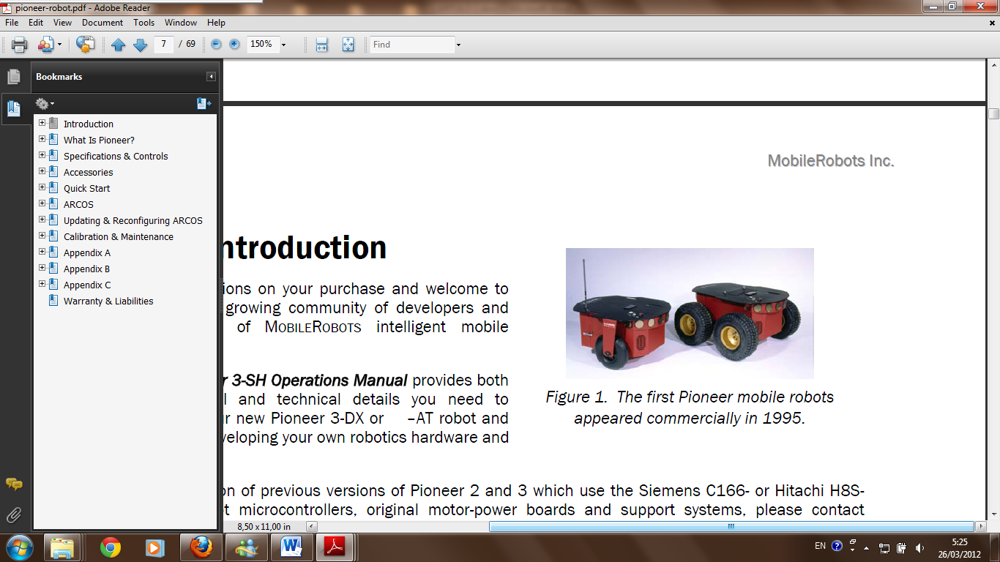 pioneer-robot.pdf - Adobe Reader
File Edit View Document Tools Window Help
7 / 69 150% Find
Bookmarks
Introduction
What Is Pioneer?
Specifications & Controls
Accessories
Quick Start
ARCOS
Updating & Reconfiguring ARCOS
Calibration & Maintenance
Appendix A
Appendix B
Appendix C
Warranty & Liabilities
MobileRobots Inc.
ntroduction
ions on your purchase and welcome to
growing community of developers and
of MOBILEROBOTS intelligent mobile
r 3-SH Operations Manual provides both
l and technical details you need to
ur new Pioneer 3-DX or –AT robot and
veloping your own robotics hardware and
Figure 1. The first Pioneer mobile robots
appeared commercially in 1995.
on of previous versions of Pioneer 2 and 3 which use the Siemens C166- or Hitachi H8S-
t microcontrollers, original motor-power boards and support systems, please contact
8,50 x 11,00 in
EN
5:25
26/03/2012